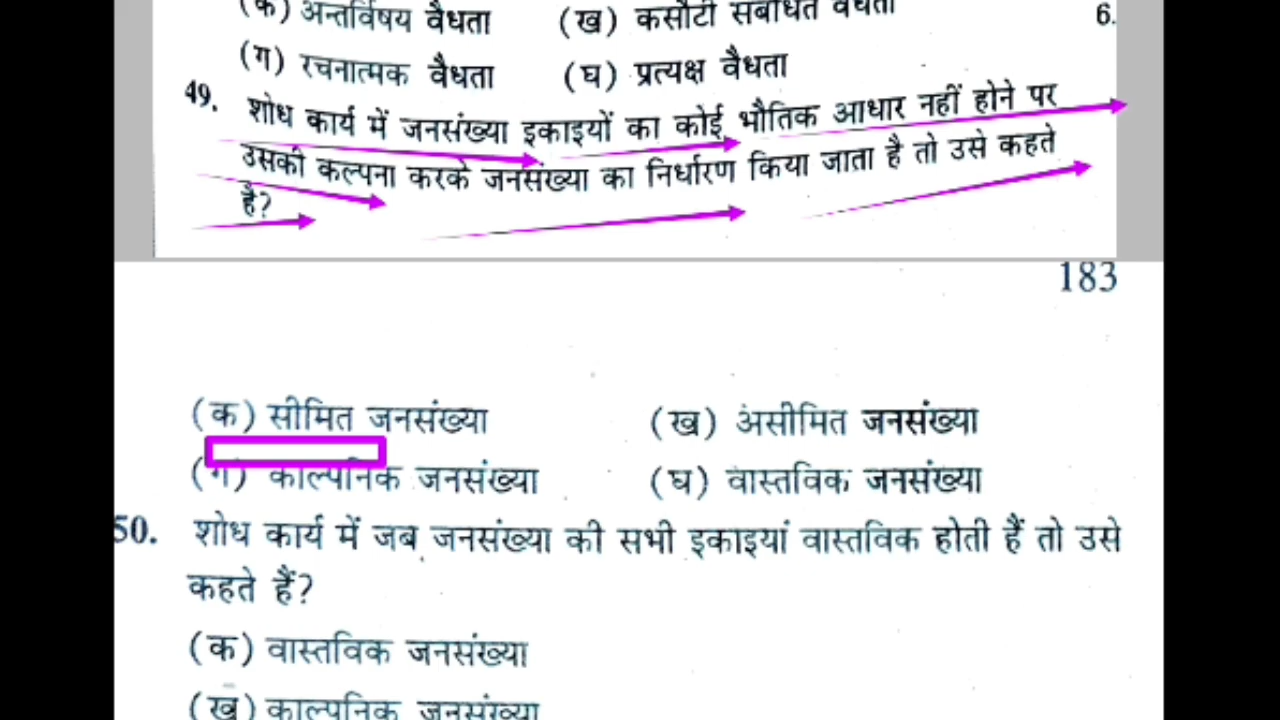 (क) अन्तर्विषय वैधता (ख) कसौटी संबंधित वैधता
6.
(ग) रचनात्मक वैधता (घ) प्रत्यक्ष वैधता
49. शोध कार्य में जनसंख्या इकाइयों का कोई भौतिक आधार नहीं होने पर
उसकी कल्पना करके जनसंख्या का निर्धारण किया जाता है तो उसे कहते
है?
183
(क) सीमित जनसंख्या (ख) असीमित जनसंख्या
(ग) काल्पनिक जनसंख्या (घ) वास्तविक जनसंख्या
50. शोध कार्य में जब जनसंख्या की सभी इकाइयां वास्तविक होती हैं तो उसे
कहते हैं?
(क) वास्तविक जनसंख्या
(ख) काल्पनिक जनसंख्या